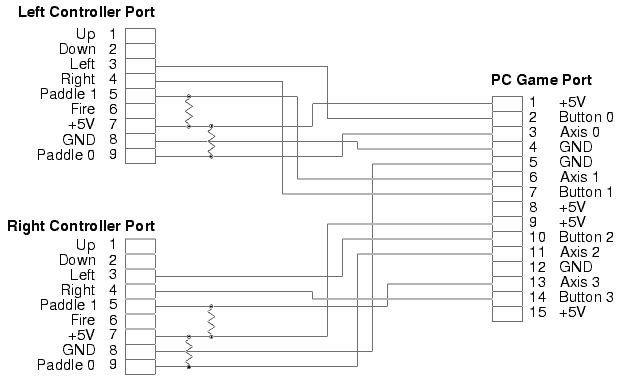 Left Controller Port
Up 1
Down 2
Left 3
Right 4
Paddle 1 5
Fire 6
+5V 7
GND 8
Paddle 0 9
PC Game Port
1 +5V
2 Button 0
3 Axis 0
4 GND
5 GND
6 Axis 1
7 Button 1
8 +5V
9 +5V
10 Button 2
11 Axis 2
12 GND
13 Axis 3
14 Button 3
15 +5V
Right Controller Port
Up 1
Down 2
Left 3
Right 4
Paddle 1 5
Fire 6
+5V 7
GND 8
Paddle 0 9